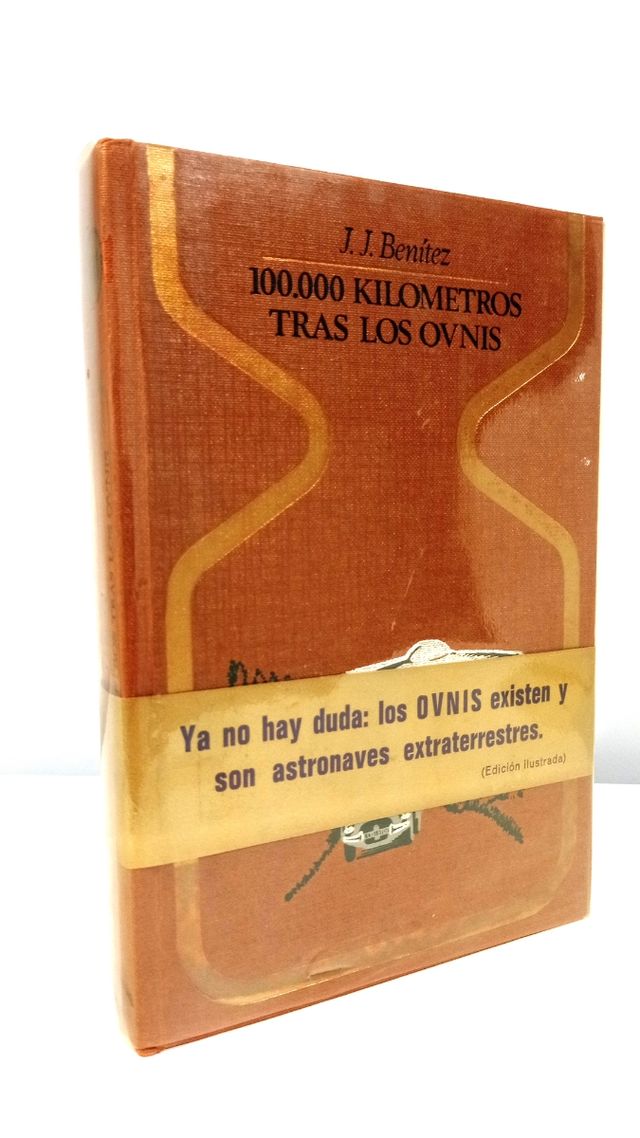 J. J. Benítez
100.000 KILOMETROS
TRAS LOS OVNIS
Ya no hay duda: los OVNIS existen y
son astronaves extraterrestres.
(Edición ilustrada)